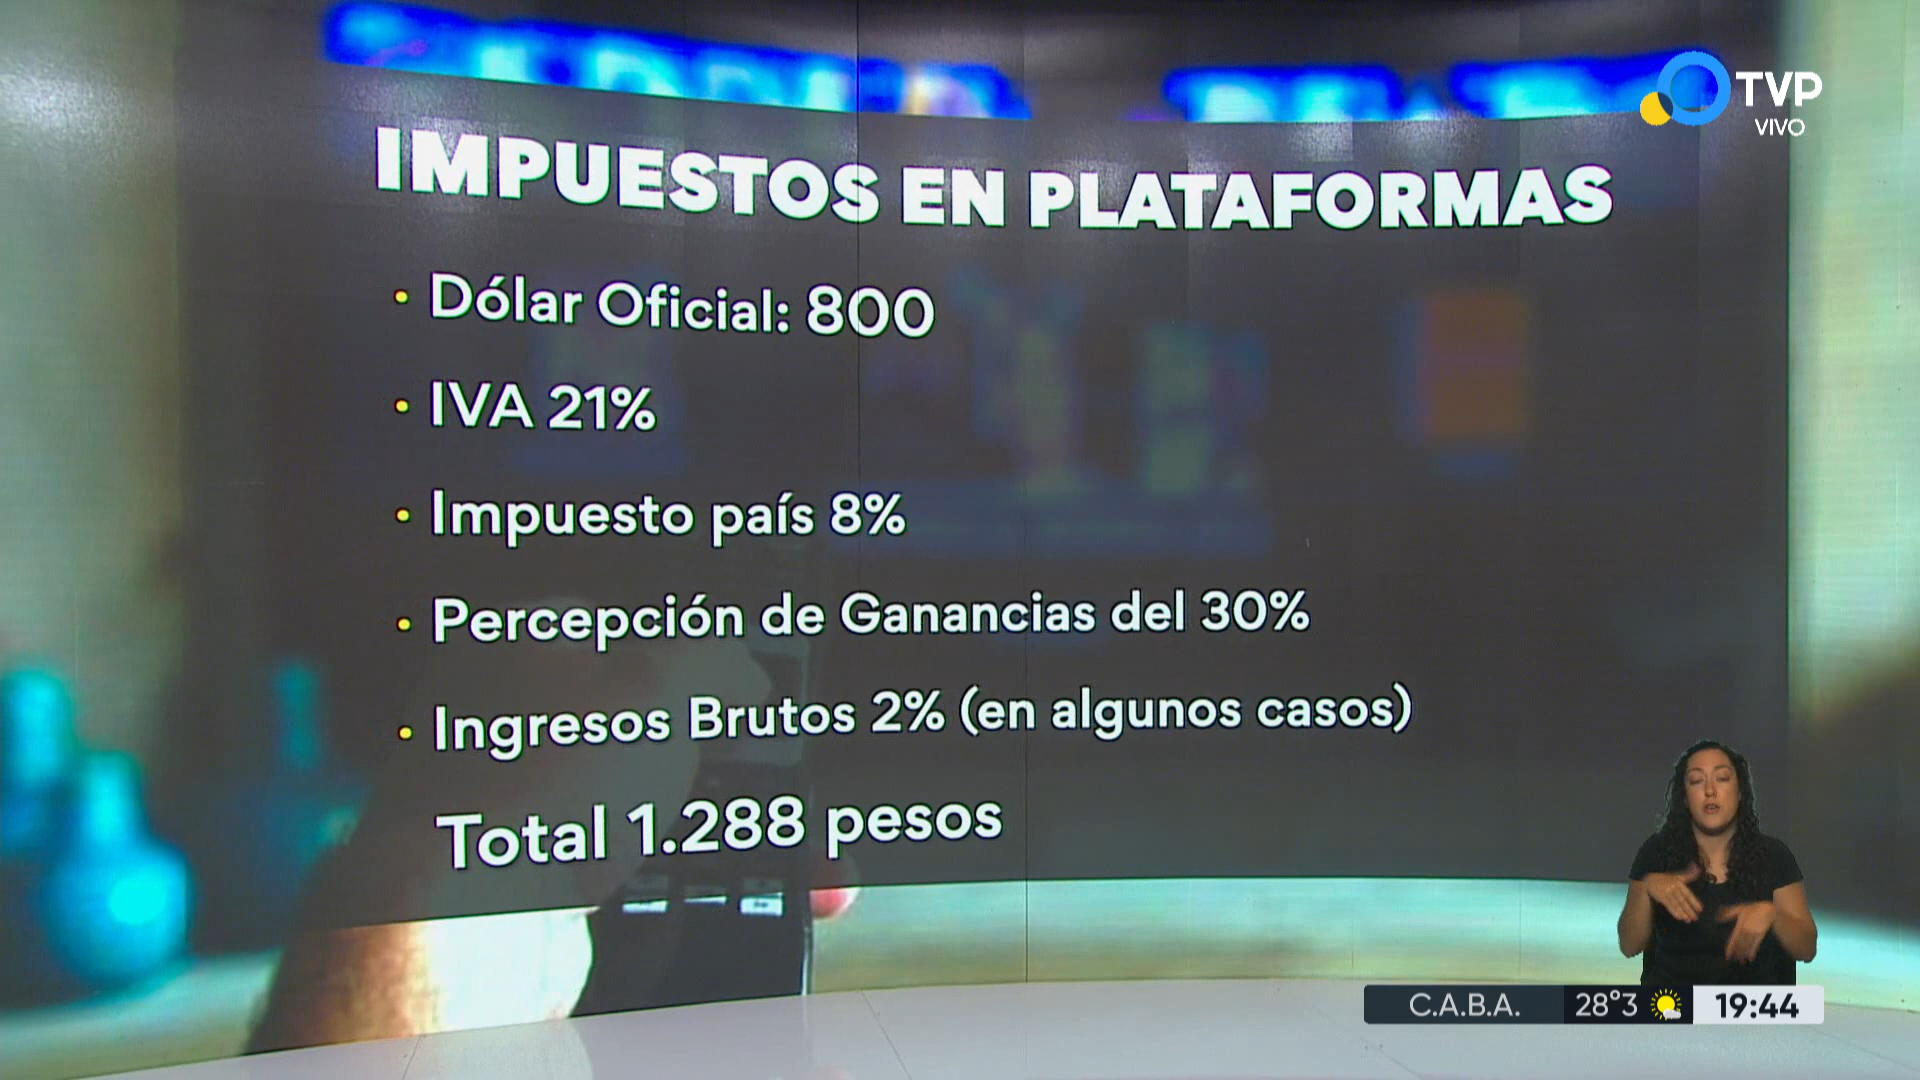 TVP
VIVO
IMPUESTOS EN PLATAFORMAS
• Dólar Oficial: 800
• IVA 21%
• Impuesto país 8%
• Percepción de Ganancias del 30%
• Ingresos Brutos 2% (en algunos casos)
Total 1.288 pesos
C.A.B.A. 28°3 19:44